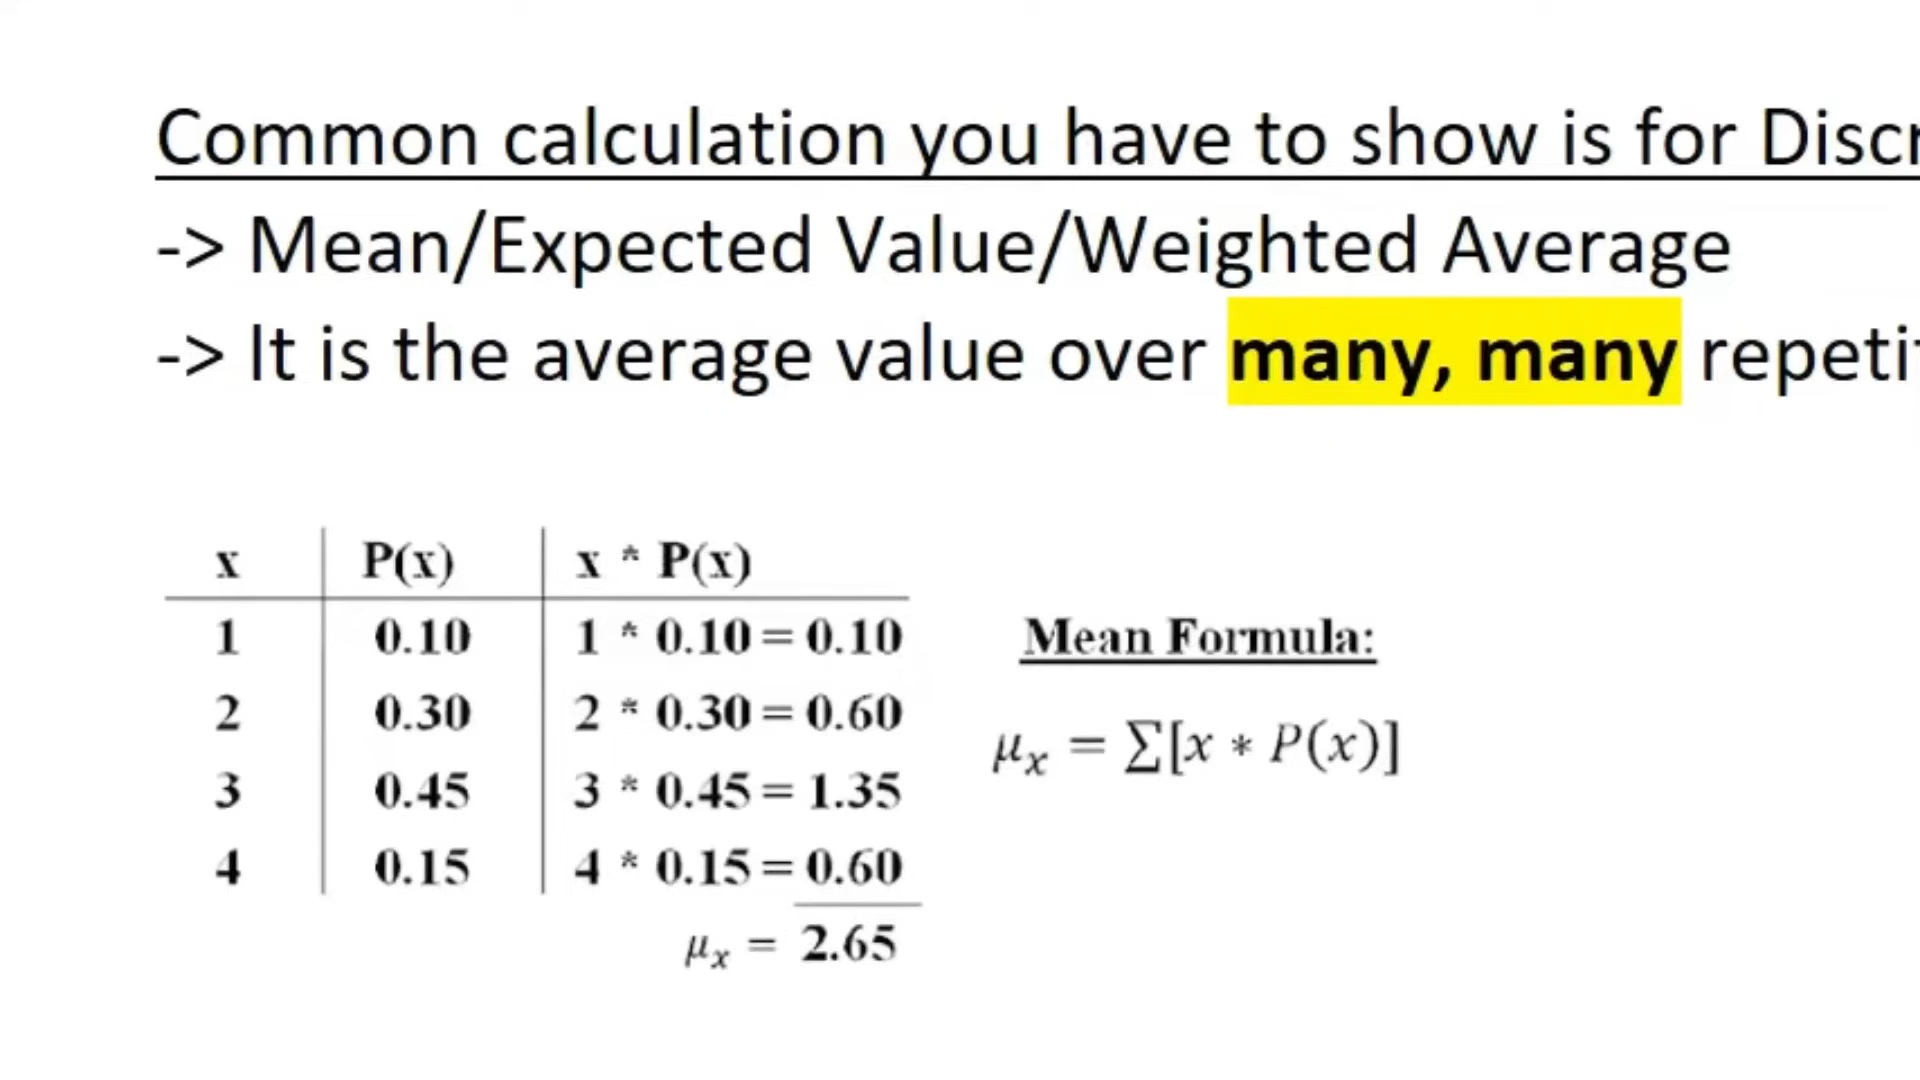 Common calculation you have to show is for
-> Mean/Expected Value/Weighted Average
-> It is the average value over many, many
x P(x) x * P(x)
1 0.10 1 * 0.10 = 0.10
2 0.30 2 * 0.30 = 0.60
3 0.45 3 * 0.45 = 1.35
4 0.15 4 * 0.15 = 0.60
μx = 2.65
Mean Formula:
μx = Σ[x * P(x)]